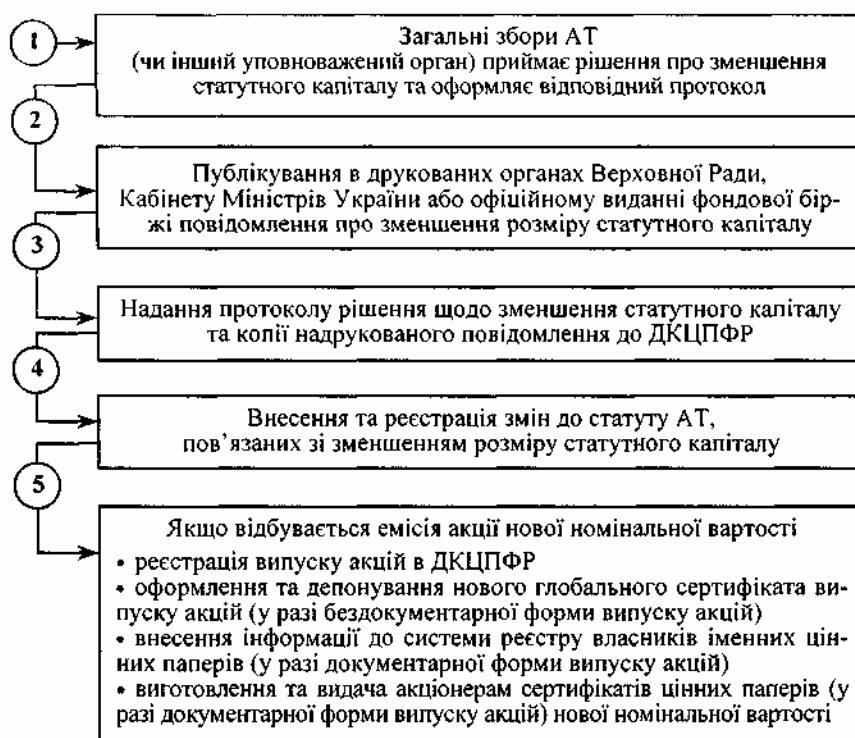 1
Загальні збори АТ
(чи інший уповноважений орган) приймає рішення про зменшення
статутного капіталу та оформляє відповідний протокол
2
Публікування в друкованих органах Верховної Ради,
Кабінету Міністрів України або офіційному виданні фондової бір-
жі повідомлення про зменшення розміру статутного капіталу
3
Надання протоколу рішення щодо зменшення статутного капіталу
та копії надрукованого повідомлення до ДКЦПФР
4
Внесення та реєстрація змін до статуту АТ,
пов’язаних зі зменшенням розміру статутного капіталу
5
Якщо відбувається емісія акції нової номінальної вартості
• реєстрація випуску акцій в ДКЦПФР
• оформлення та депонування нового глобального сертифіката ви-
пуску акцій (у разі бездокументарної форми випуску акцій)
• внесення інформації до системи реєстру власників іменних цін-
них паперів (у разі документарної форми випуску акцій)
• виготовлення та видача акціонерам сертифікатів цінних паперів (у
разі документарної форми випуску акцій) нової номінальної вартості